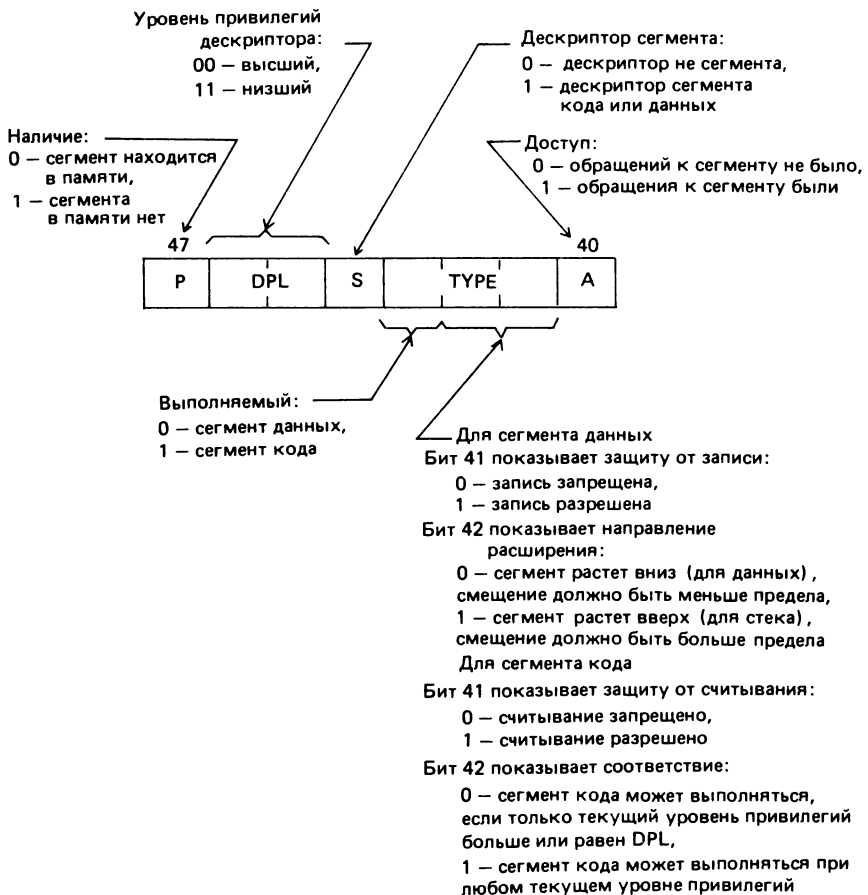 Уровень привилегий
дескриптора:
00 — высший,
11 — низший
Дескриптор сегмента:
0 — дескриптор не сегмента,
1 — дескриптор сегмента
кода или данных
Наличие:
0 — сегмент находится
в памяти,
1 — сегмента
в памяти нет
Доступ:
0 — обращений к сегменту не было,
1 — обращения к сегменту были
47
40
P DPL S TYPE A
Выполняемый:
0 — сегмент данных,
1 — сегмент кода
Для сегмента данных
Бит 41 показывает защиту от записи:
0 — запись запрещена,
1 — запись разрешена
Бит 42 показывает направление
расширения:
0 — сегмент растет вниз (для данных),
смещение должно быть меньше предела,
1 — сегмент растет вверх (для стека),
смещение должно быть больше предела
Для сегмента кода
Бит 41 показывает защиту от считывания:
0 — считывание запрещено,
1 — считывание разрешено
Бит 42 показывает соответствие:
0 — сегмент кода может выполняться,
если только текущий уровень привилегий
больше или равен DPL,
1 — сегмент кода может выполняться при
любом текущем уровне привилегий